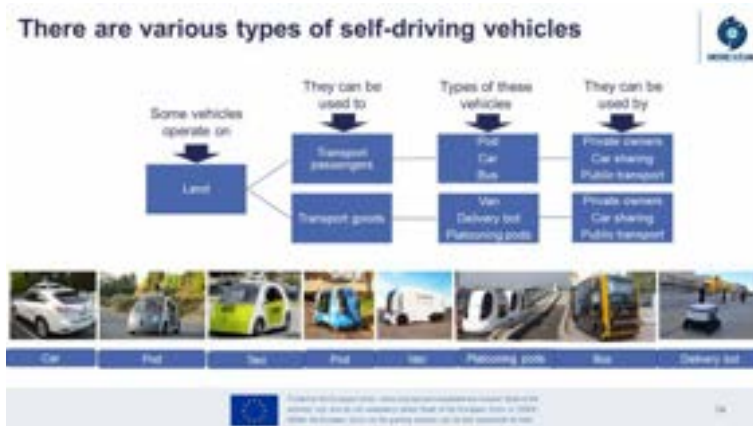 There are various types of self-driving vehicles
Some vehicles
operate on
They can be
used to
Types of these
vehicles
They can be
used by
Land
Transport
passengers
Pod
Car
Bus
Private owners
Car sharing
Public transport
Transport goods
Van
Delivery bot
Platooning pods
Private owners
Car sharing
Public transport
Car
Pod
Pod
Van
Platooning pods
Bus
Delivery bot